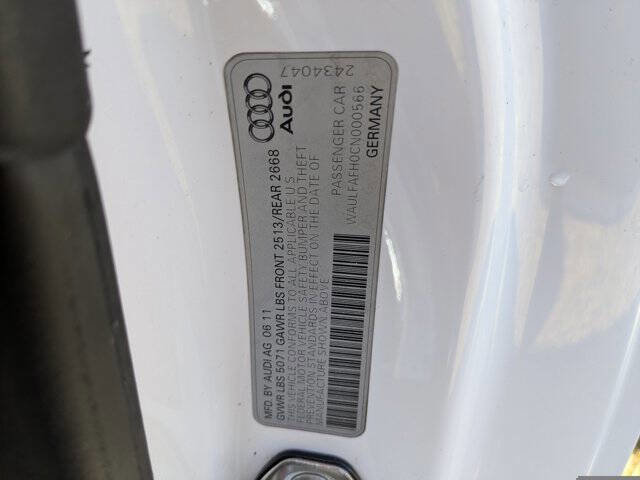 2434047
Audi
MFD. BY AUDI AG 06 11
GVWR LBS 5071 GAWR LBS FRONT 2513/REAR 2668
THIS VEHICLE CONFORMS TO ALL APPLICABLE U S
FEDERAL MOTOR VEHICLE SAFETY BUMPER AND THEFT
PREVENTION STANDARDS IN EFFECT ON THE DATE OF
MANUFACTURE SHOWN ABOVE
PASSENGER CAR
WAULFAFH0CN000566
GERMANY